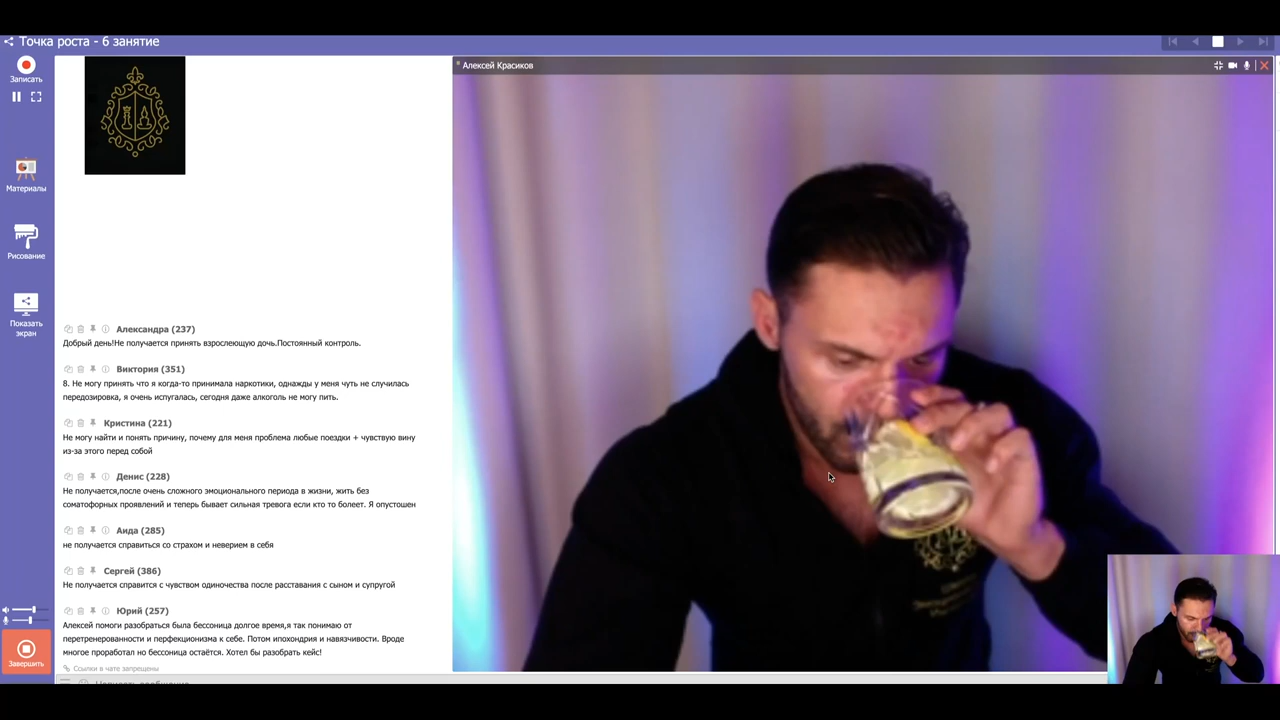 Точка роста - 6 занятие
Записать
Материалы
Рисование
Показать
экран
Завершить
Алексей Красиков
Александра (237)
Добрый день!Не получается принять взрослеющую дочь.Постоянный контроль.
Виктория (351)
8. Не могу принять что я когда-то принимала наркотики, однажды у меня чуть не случилась
передозировка, я очень испугалась, сегодня даже алкоголь не могу пить.
Кристина (221)
Не могу найти и понять причину, почему для меня проблема любые поездки + чувствую вину
из-за этого перед собой
Денис (228)
Не получается,после очень сложного эмоционального периода в жизни, жить без
соматофорных проявлений и теперь бывает сильная тревога если кто то болеет. Я опустошен
Аида (285)
не получается справиться со страхом и неверием в себя
Сергей (386)
Не получается справится с чувством одиночества после расставания с сыном и супругой
Юрий (257)
Алексей помоги разобраться была бессоница долгое время,я так понимаю от
перетренерованности и перфекционизма к себе. Потом ипохондрия и навязчивости. Вроде
многое проработал но бессоница остаётся. Хотел бы разобрать кейс!
Ссылки в чате запрещены